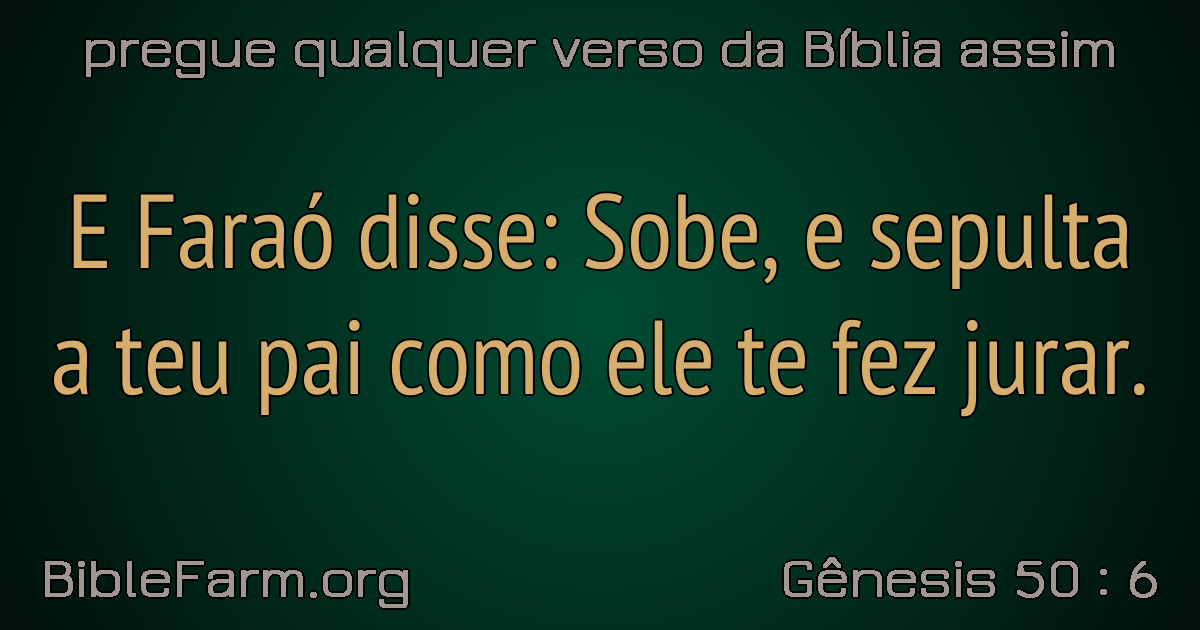 pregue qualquer verso da Bíblia assim
E Faraó disse: Sobe, e sepulta
a teu pai como ele te fez jurar.
BibleFarm.org
Gênesis 50 : 6